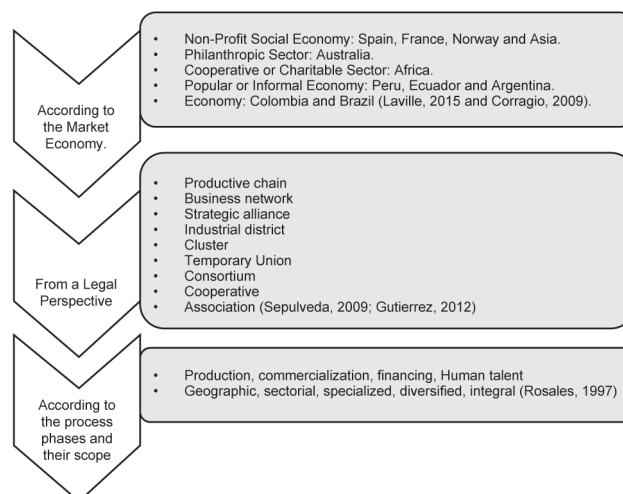 According to
the Market
Economy.
• Non-Profit Social Economy: Spain, France, Norway and Asia.
• Philanthropic Sector: Australia.
• Cooperative or Charitable Sector: Africa.
• Popular or Informal Economy: Peru, Ecuador and Argentina.
• Economy: Colombia and Brazil (Laville, 2015 and Corragio, 2009).
From a Legal
Perspective
• Productive chain
• Business network
• Strategic alliance
• Industrial district
• Cluster
• Temporary Union
• Consortium
• Cooperative
• Association (Sepulveda, 2009; Gutierrez, 2012)
According to
the process
phases and
their scope
• Production, commercialization, financing, Human talent
• Geographic, sectorial, specialized, diversified, integral (Rosales, 1997)